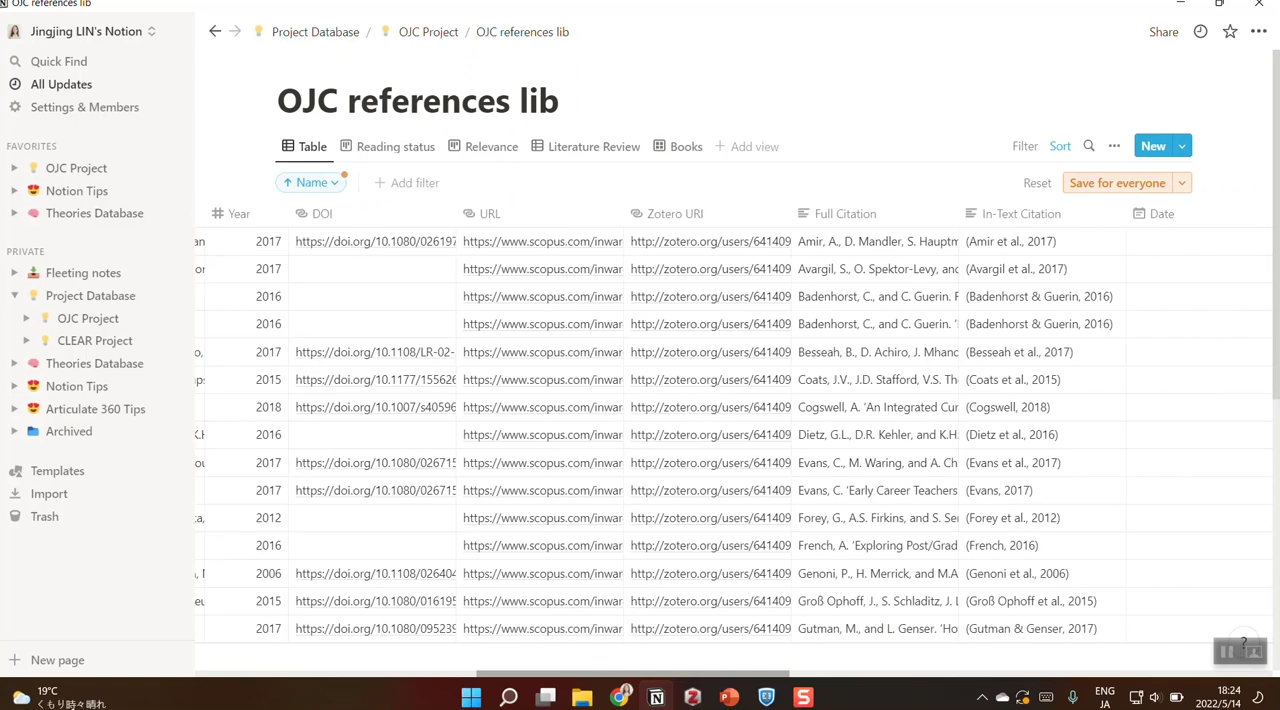 OJC references lib
Jingjing LIN's Notion
Project Database / OJC Project / OJC references lib
Share
Quick Find
All Updates
Settings & Members
FAVORITES
OJC Project
Notion Tips
Theories Database
PRIVATE
Fleeting notes
Project Database
OJC Project
CLEAR Project
Theories Database
Notion Tips
Articulate 360 Tips
Archived
Templates
Import
Trash
New page
OJC references lib
Table Reading status Relevance Literature Review Books Add view Filter Sort New
Name Add filter Reset Save for everyone
Year DOI URL Zotero URI Full Citation In-Text Citation Date
an 2017 https://doi.org/10.1080/026197 https://www.scopus.com/inwar http://zotero.org/users/641409 Amir, A., D. Mandler, S. Hauptm (Amir et al., 2017)
2017 https://www.scopus.com/inwar http://zotero.org/users/641409 Avargil, S., O. Spektor-Levy, and (Avargil et al., 2017)
2016 https://www.scopus.com/inwar http://zotero.org/users/641409 Badenhorst, C., and C. Guerin. (Badenhorst & Guerin, 2016)
2016 https://www.scopus.com/inwar http://zotero.org/users/641409 Badenhorst, C., and C. Guerin. ' (Badenhorst & Guerin, 2016)
o, 2017 https://doi.org/10.1108/LR-02- https://www.scopus.com/inwar http://zotero.org/users/641409 Besseah, B., D. Achiro, J. Mhand (Besseah et al., 2017)
2015 https://doi.org/10.1177/155626 https://www.scopus.com/inwar http://zotero.org/users/641409 Coats, J.V., J.D. Stafford, V.S. Th (Coats et al., 2015)
2018 https://doi.org/10.1007/s40596 https://www.scopus.com/inwar http://zotero.org/users/641409 Cogswell, A. 'An Integrated Cur (Cogswell, 2018)
2016 https://www.scopus.com/inwar http://zotero.org/users/641409 Dietz, G.L., D.R. Kehler, and K.H. (Dietz et al., 2016)
2017 https://doi.org/10.1080/026715 https://www.scopus.com/inwar http://zotero.org/users/641409 Evans, C., M. Waring, and A. Ch (Evans et al., 2017)
2017 https://doi.org/10.1080/026715 https://www.scopus.com/inwar http://zotero.org/users/641409 Evans, C. 'Early Career Teachers (Evans, 2017)
2012 https://www.scopus.com/inwar http://zotero.org/users/641409 Forey, G., A.S. Firkins, and S. Ser (Forey et al., 2012)
2016 https://www.scopus.com/inwar http://zotero.org/users/641409 French, A. 'Exploring Post/Grad (French, 2016)
2006 https://doi.org/10.1108/026404 https://www.scopus.com/inwar http://zotero.org/users/641409 Genoni, P., H. Merrick, and M.A (Genoni et al., 2006)
2015 https://doi.org/10.1080/016195 https://www.scopus.com/inwar http://zotero.org/users/641409 Groß Ophoff, J., S. Schladitz, J. L (Groß Ophoff et al., 2015)
2017 https://doi.org/10.1080/095239 https://www.scopus.com/inwar http://zotero.org/users/641409 Gutman, M., and L. Genser. 'Ho (Gutman & Genser, 2017)
19°C
くもり時々晴れ
ENG
JA
18:24
2022/5/14